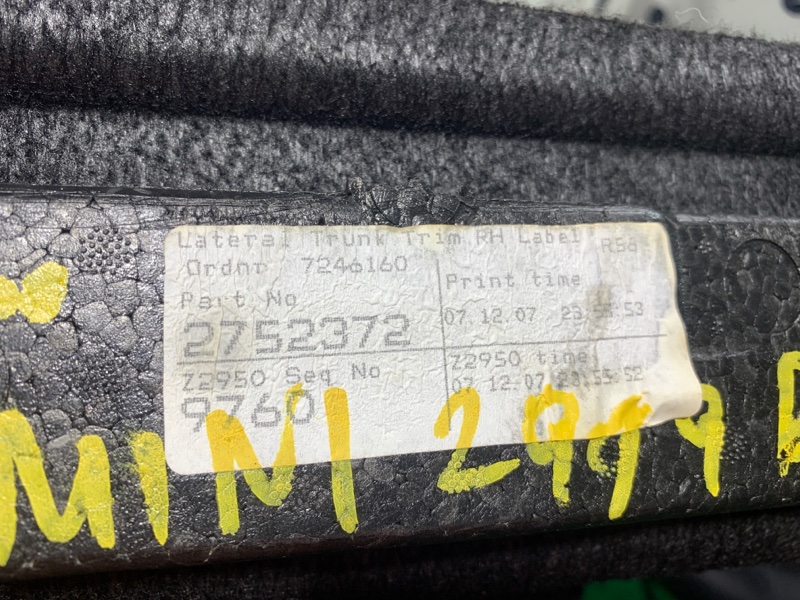 Lateral Trunk Trim RH Label R56
Ordnr 7246160
Print time
Part No
07.12.07 23.55.53
2752372
Z2950 Seq No
Z2950 time
07.12.07 23.55.52
9760
MINI 2999